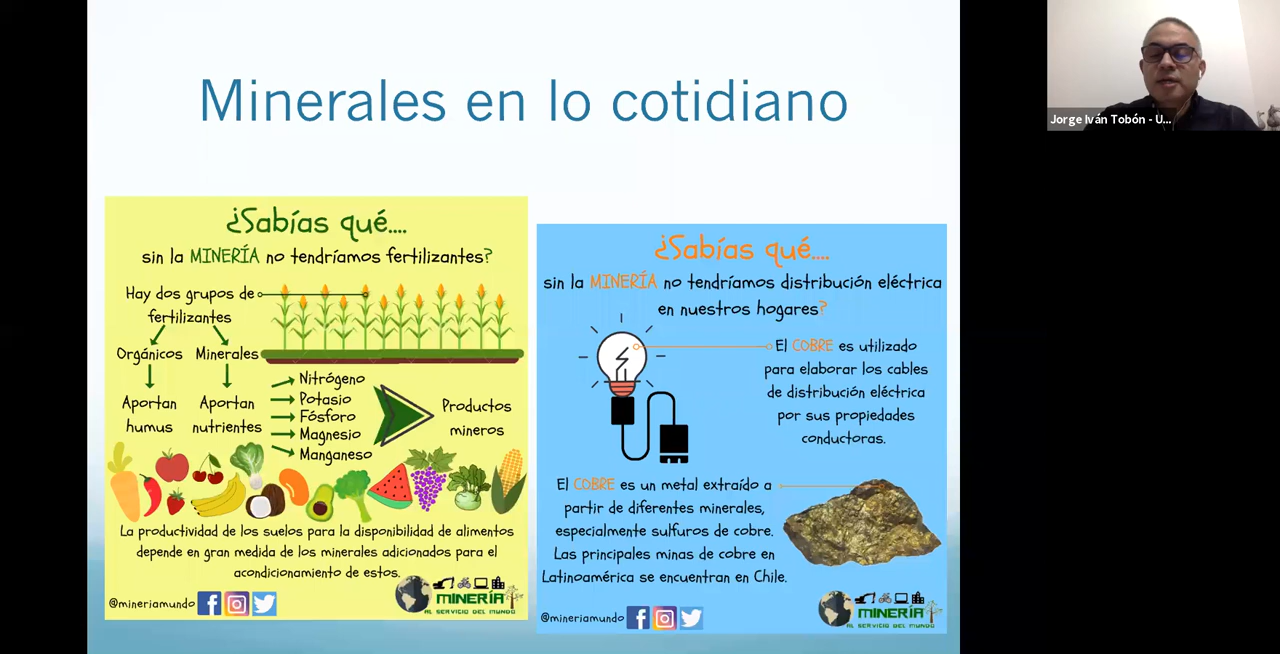 Minerales en lo cotidiano
Jorge Iván Tobón - U...
¿Sabías qué....
sin la MINERÍA no tendríamos fertilizantes?
Hay dos grupos de
fertilizantes
Orgánicos Minerales
Aportan
humus
Aportan
nutrientes
Nitrógeno
Potasio
Fósforo
Magnesio
Manganeso
Productos
mineros
La productividad de los suelos para la disponibilidad de alimentos
depende en gran medida de los minerales adicionados para el
acondicionamiento de estos.
@mineriamundo
MINERÍA
AL SERVICIO DEL MUNDO
¿Sabías qué....
sin la MINERÍA no tendríamos distribución eléctrica
en nuestros hogares?
El COBRE es utilizado
para elaborar los cables
de distribución eléctrica
por sus propiedades
conductoras.
El COBRE es un metal extraído a
partir de diferentes minerales,
especialmente sulfuros de cobre.
Las principales minas de cobre en
Latinoamérica se encuentran en Chile.
@mineriamundo
MINERÍA
AL SERVICIO DEL MUNDO